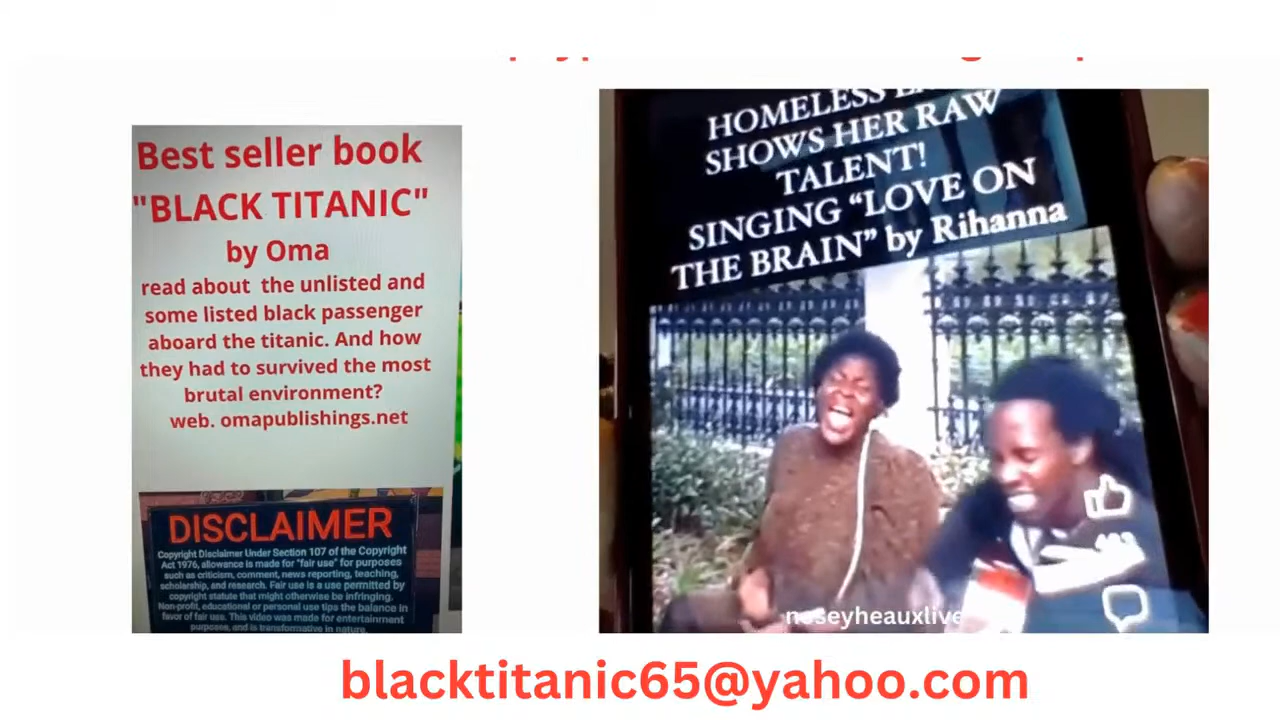 Best seller book
"BLACK TITANIC"
by Oma
read about the unlisted and
some listed black passenger
aboard the titanic. And how
they had to survived the most
brutal environment?
web. omapublishings.net
DISCLAIMER
Copyright Disclaimer Under Section 107 of the Copyright
Act 1976, allowance is made for "fair use" for purposes
such as criticism, comment, news reporting, teaching,
scholarship, and research. Fair use is a use permitted by
copyright statute that might otherwise be infringing.
Non-profit, educational or personal use tips the balance in
favor of fair use. This video was made for entertainment
purposes, and is transformative in nature.
HOMELESS
SHOWS HER RAW
TALENT!
SINGING “LOVE ON
THE BRAIN” by Rihanna
noseyheauxlive
blacktitanic65@yahoo.com